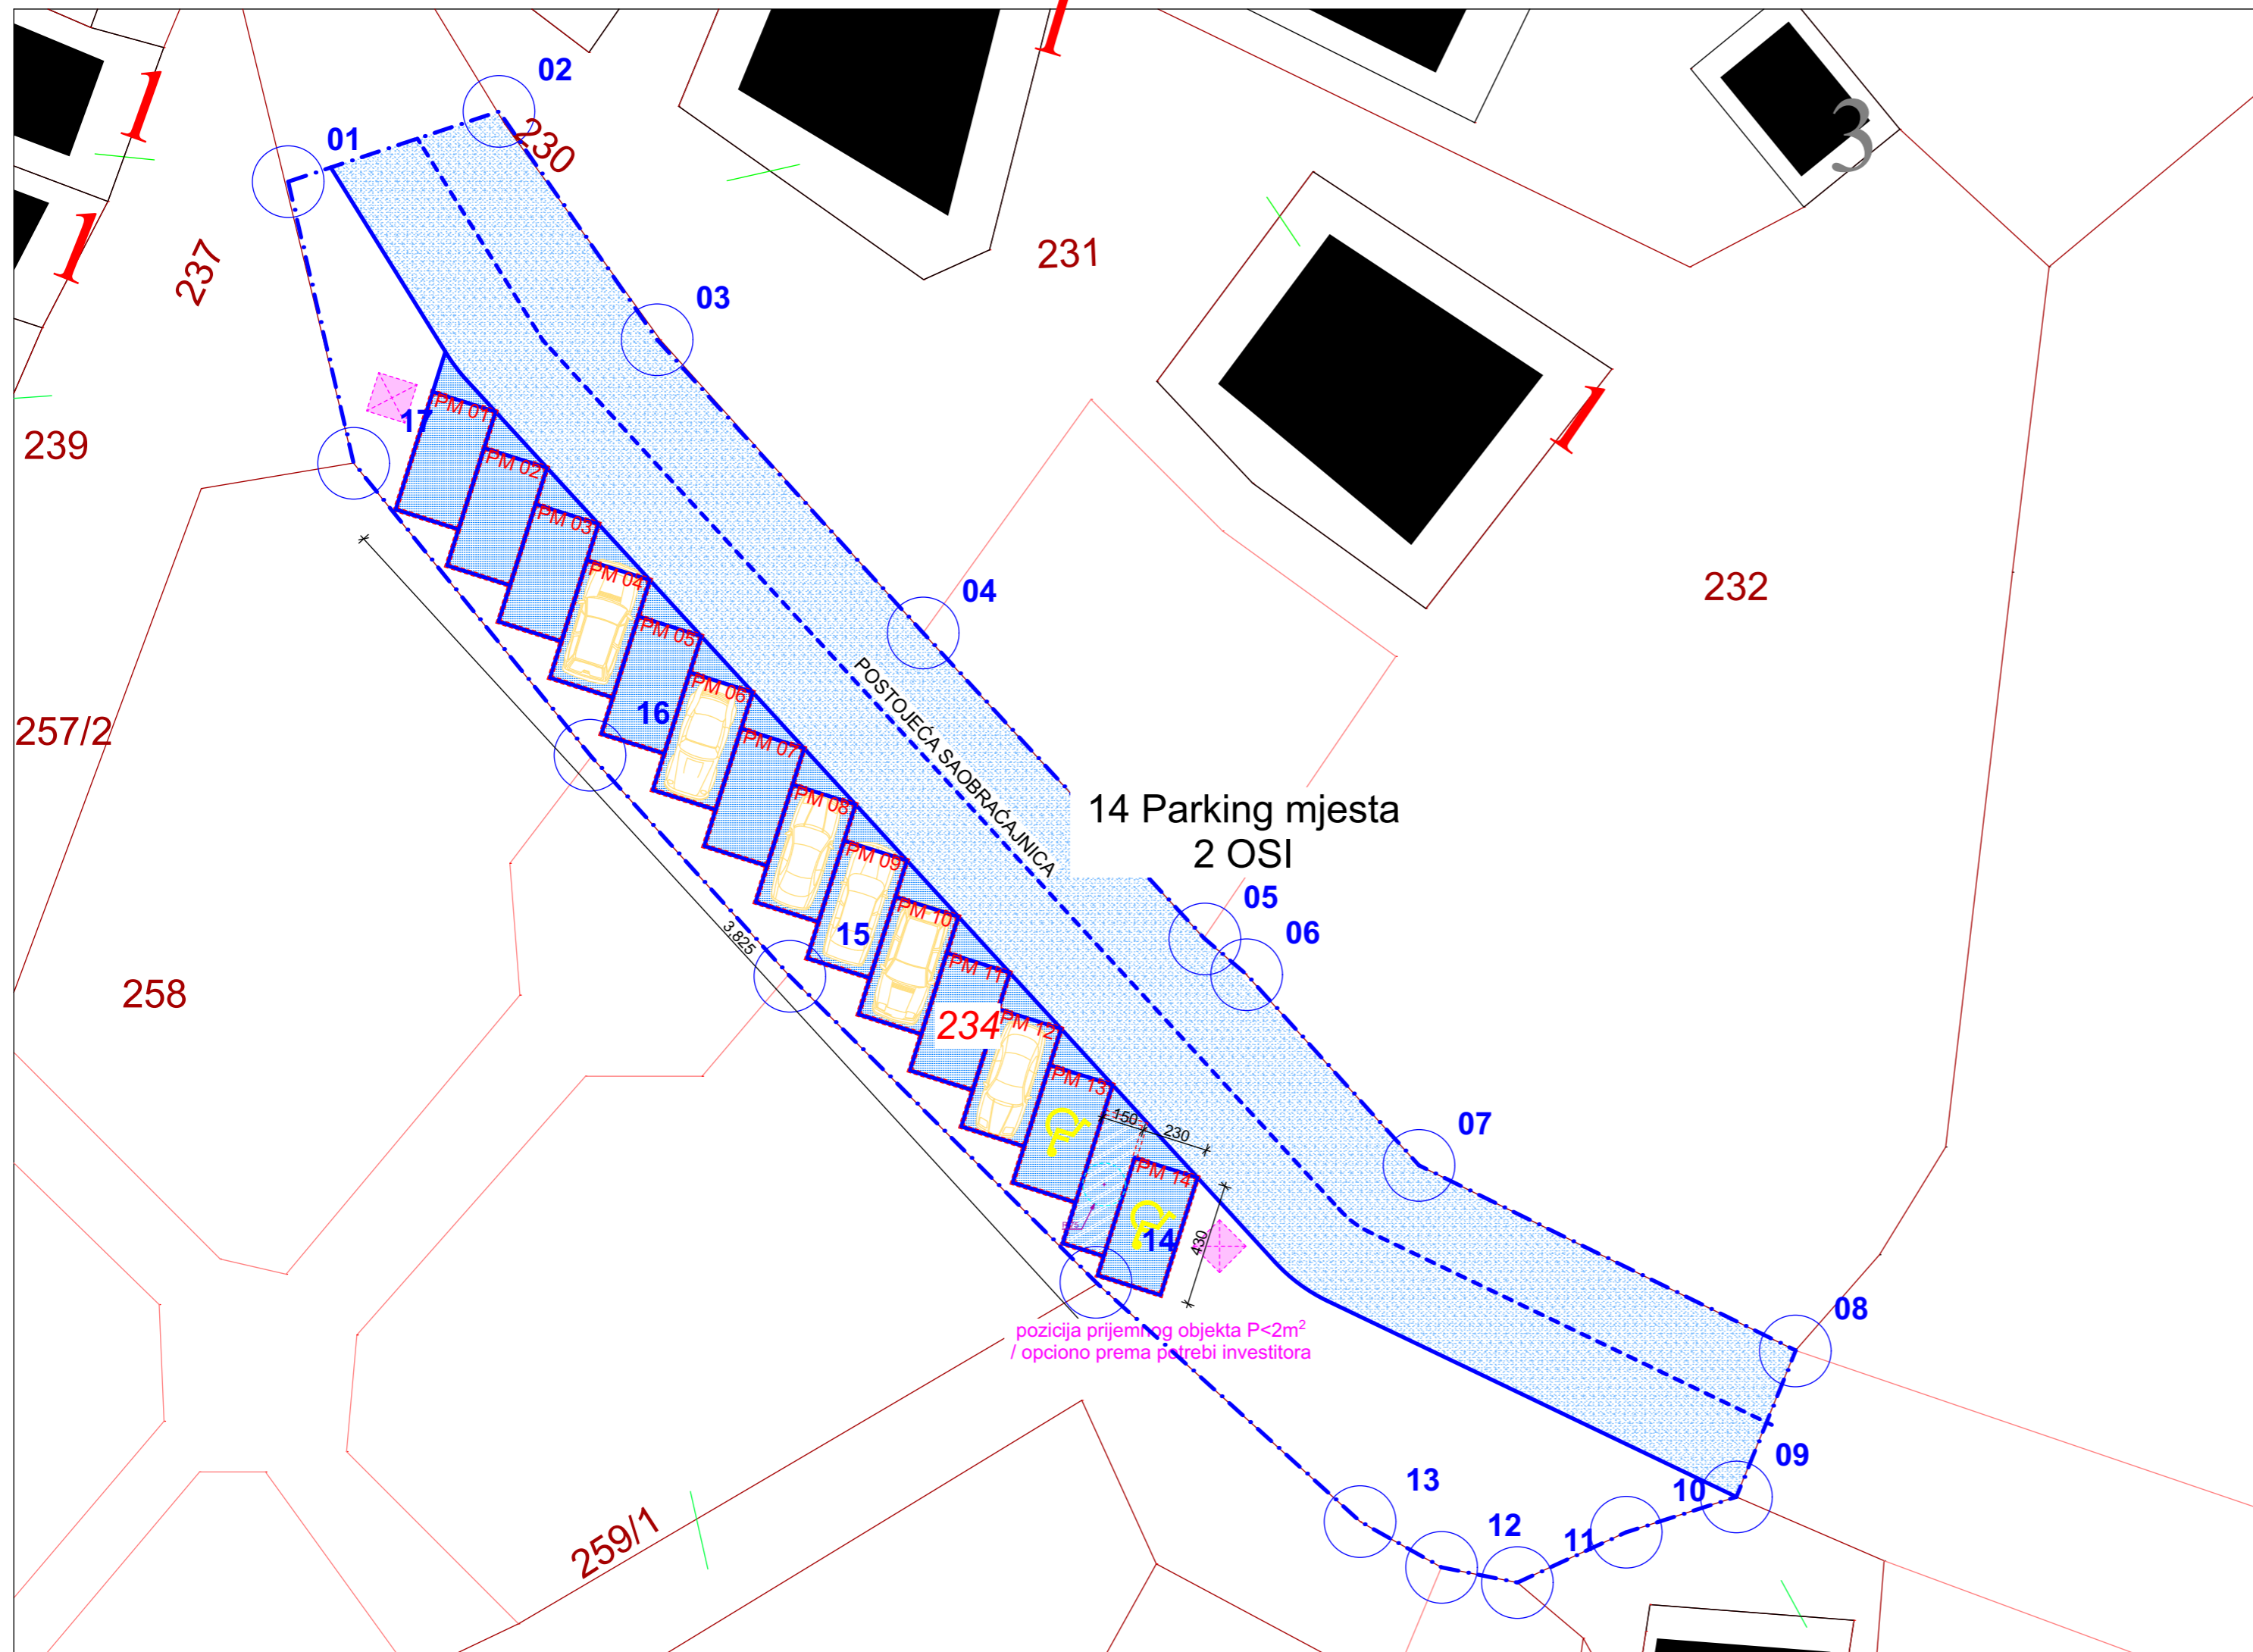 1
02
3
01
230
1
237
231
03
1
17
PM 01
239
PM 02
1
PM 03
PM 04
232
04
PM 05
POSTOJEĆA SAOBRAĆAJNICA
PM 06
16
257/2
PM 07
14 Parking mjesta
2 OSI
PM 08
PM 09
05
PM 10
06
15
3,825
PM 11
258
234
PM 12
PM 13
150
230
07
PM 14
14
430
08
pozicija prijemnog objekta P<2m²
/ opciono prema potrebi investitora
09
13
10
12
11
259/1